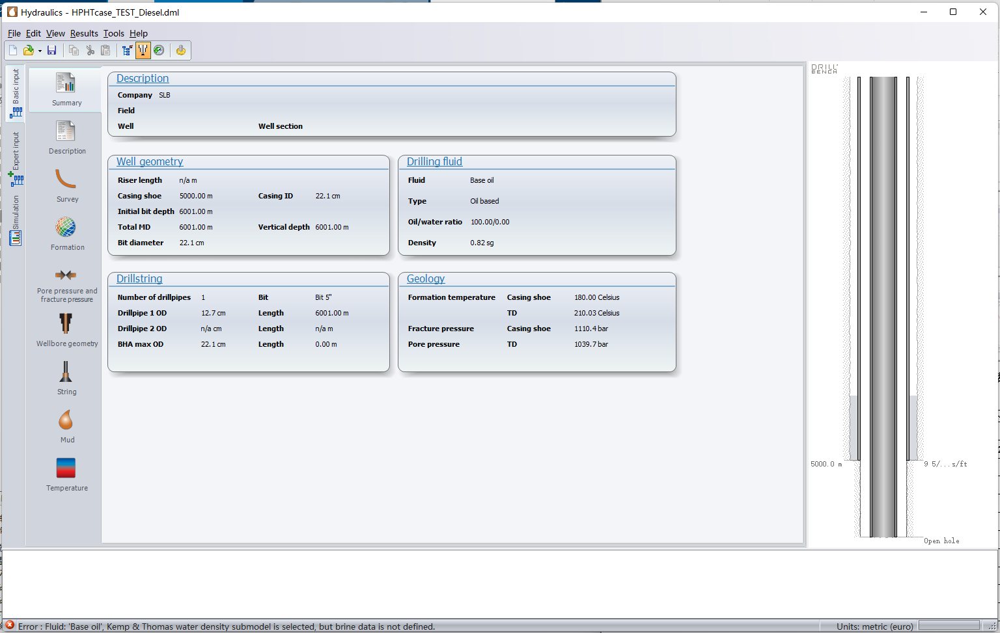 Hydraulics - HPHTcase_TEST_Diesel.dml
File Edit View Results Tools Help
Basic input
Expert input
Simulation
Summary
Description
Survey
Formation
Pore pressure and
fracture pressure
Wellbore geometry
String
Mud
Temperature
Description
Company SLB
Field
Well Well section
Well geometry
Riser length n/a m
Casing shoe 5000.00 m Casing ID 22.1 cm
Initial bit depth 6001.00 m
Total MD 6001.00 m Vertical depth 6001.00 m
Bit diameter 22.1 cm
Drilling fluid
Fluid Base oil
Type Oil based
Oil/water ratio 100.00/0.00
Density 0.82 sg
Drillstring
Number of drillpipes 1 Bit Bit 5"
Drillpipe 1 OD 12.7 cm Length 6001.00 m
Drillpipe 2 OD n/a cm Length n/a m
BHA max OD 22.1 cm Length 0.00 m
Geology
Formation temperature Casing shoe 180.00 Celsius
TD 210.03 Celsius
Fracture pressure Casing shoe 1110.4 bar
Pore pressure TD 1039.7 bar
DRILL
BENCH
5000.0 m 9 5/...s/ft
Open hole
Error : Fluid: 'Base oil', Kemp & Thomas water density submodel is selected, but brine data is not defined.
Units: metric (euro)